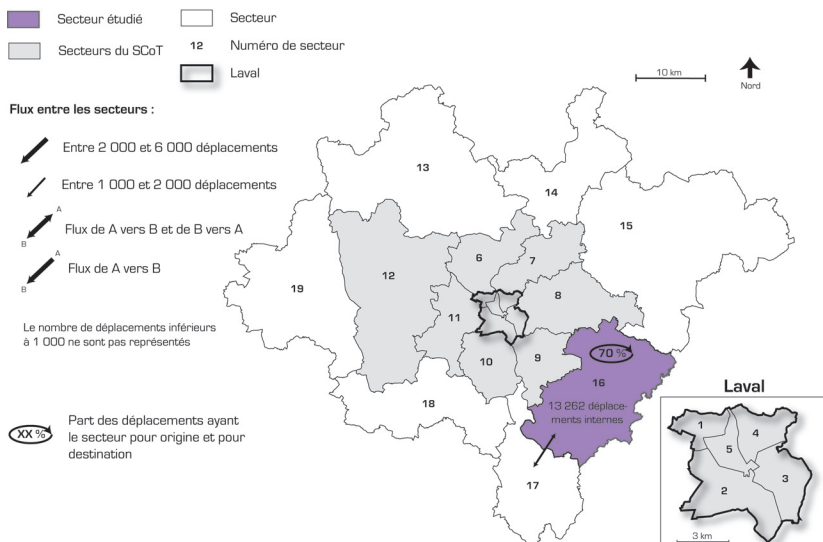 Secteur étudié
Secteur
Secteurs du SCoT
12
Numéro de secteur
Laval
10 km
Nord
Flux entre les secteurs :
Entre 2 000 et 6 000 déplacements
Entre 1 000 et 2 000 déplacements
A
B
Flux de A vers B et de B vers A
A
B
Flux de A vers B
Le nombre de déplacements inférieurs
à 1 000 ne sont pas représentés
XX %
Part des déplacements ayant
le secteur pour origine et pour
destination
13
14
15
6
7
12
8
19
11
9
10
70 %
16
18
13 262 déplace-
ments internes
17
Laval
1
4
5
3
2
3 km